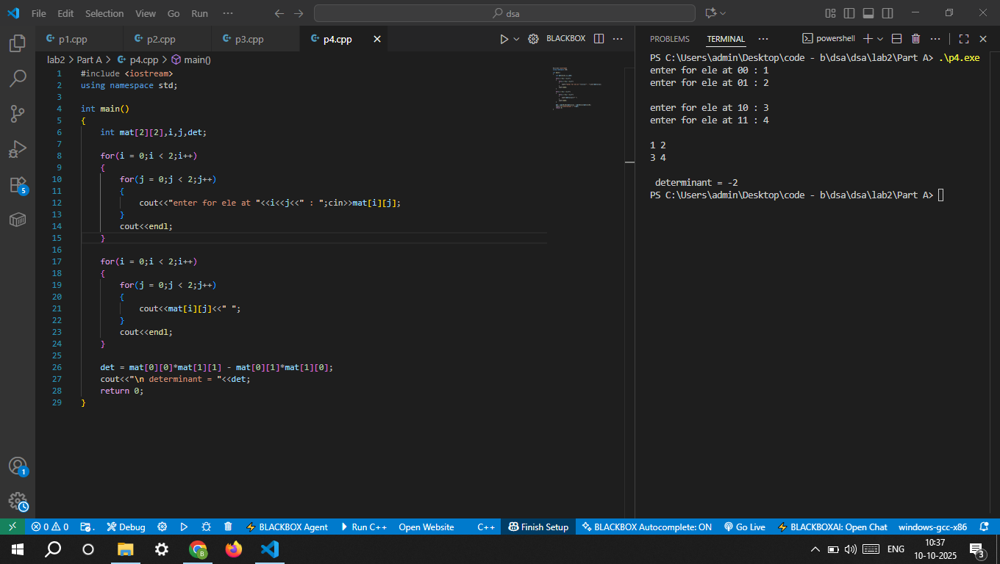 File Edit Selection View Go Run ··· dsa
p1.cpp p2.cpp p3.cpp p4.cpp BLACKBOX ···
lab2 > Part A > p4.cpp > main()
1 #include <iostream>
2 using namespace std;
3
4 int main()
5 {
6 int mat[2][2],i,j,det;
7
8 for(i = 0;i < 2;i++)
9 {
10 for(j = 0;j < 2;j++)
11 {
12 cout<<"enter for ele at "<<i<<j<<" : ";cin>>mat[i][j];
13 }
14 cout<<endl;
15 }
16
17 for(i = 0;i < 2;i++)
18 {
19 for(j = 0;j < 2;j++)
20 {
21 cout<<mat[i][j]<<" ";
22 }
23 cout<<endl;
24 }
25
26 det = mat[0][0]*mat[1][1] - mat[0][1]*mat[1][0];
27 cout<<"\n determinant = "<<det;
28 return 0;
29 }
PROBLEMS TERMINAL ··· powershell ···
PS C:\Users\admin\Desktop\code - b\dsa\dsa\lab2\Part A> .\p4.exe
enter for ele at 00 : 1
enter for ele at 01 : 2
enter for ele at 10 : 3
enter for ele at 11 : 4
1 2
3 4
determinant = -2
PS C:\Users\admin\Desktop\code - b\dsa\dsa\lab2\Part A>
5
1
0 0 . Debug BLACKBOX Agent Run C++ Open Website C++ Finish Setup BLACKBOX Autocomplete: ON Go Live BLACKBOXAI: Open Chat windows-gcc-x86
B ENG 10:37
10-10-2025 3